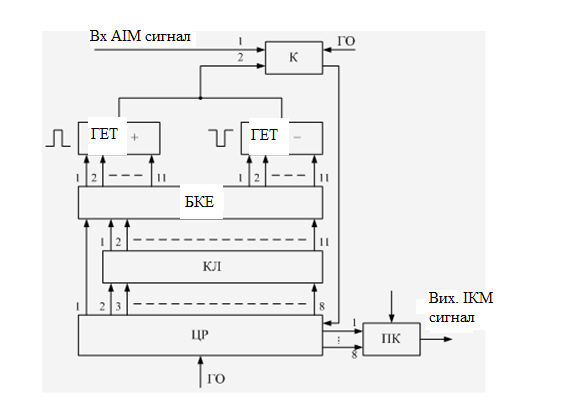 Вх АІМ сигнал
1
ГО
2
К
ГЕТ +
ГЕТ −
1 2 11
1 2 11
БКЕ
1 2 11
КЛ
1 2 3 8
Вих. ІКМ
сигнал
1
ЦР
ПК
8
ГО